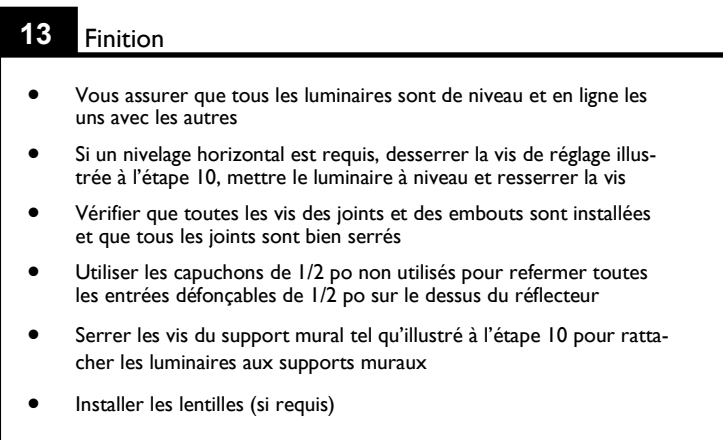 13 Finition
• Vous assurer que tous les luminaires sont de niveau et en ligne les
uns avec les autres
• Si un nivelage horizontal est requis, desserrer la vis de réglage illus-
trée à l'étape 10, mettre le luminaire à niveau et resserrer la vis
• Vérifier que toutes les vis des joints et des embouts sont installées
et que tous les joints sont bien serrés
• Utiliser les capuchons de 1/2 po non utilisés pour refermer toutes
les entrées défonçables de 1/2 po sur le dessus du réflecteur
• Serrer les vis du support mural tel qu'illustré à l'étape 10 pour ratta-
cher les luminaires aux supports muraux
• Installer les lentilles (si requis)